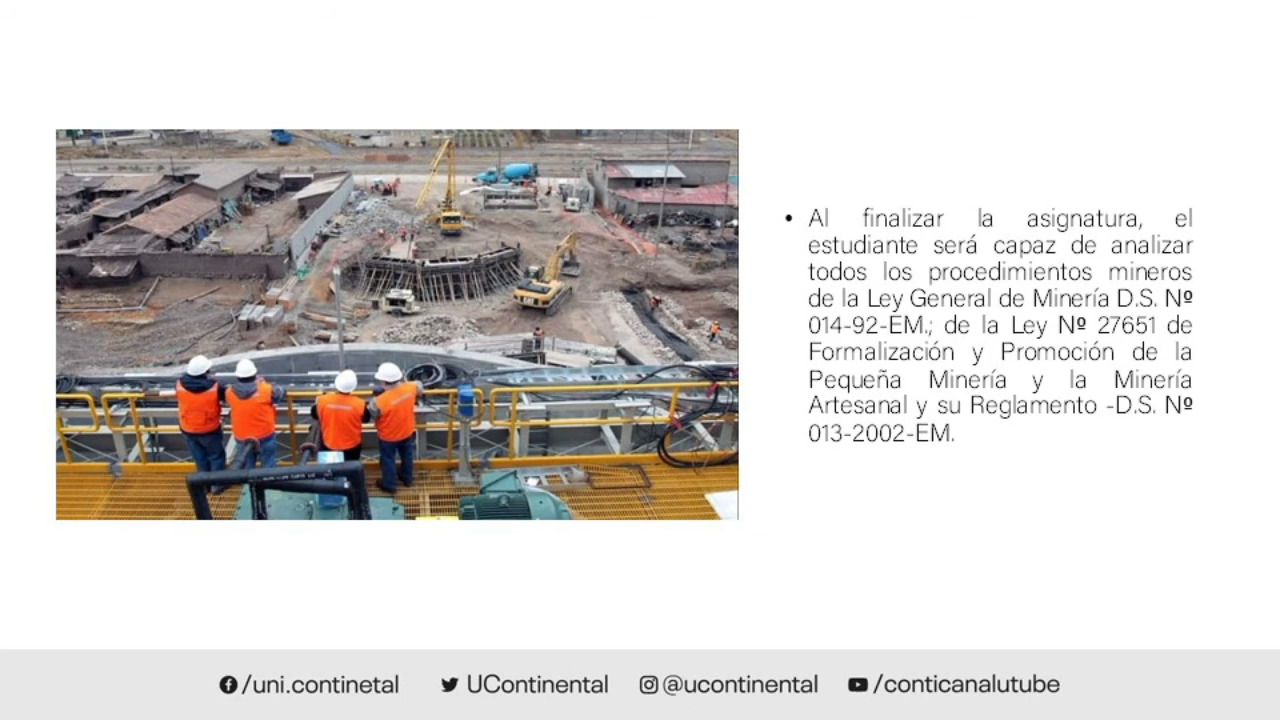 • Al finalizar la asignatura, el
estudiante será capaz de analizar
todos los procedimientos mineros
de la Ley General de Minería D.S. Nº
014-92-EM.; de la Ley Nº 27651 de
Formalización y Promoción de la
Pequeña Minería y la Minería
Artesanal y su Reglamento -D.S. Nº
013-2002-EM.
/uni.continetal UContinental @ucontinental /conticanalutube